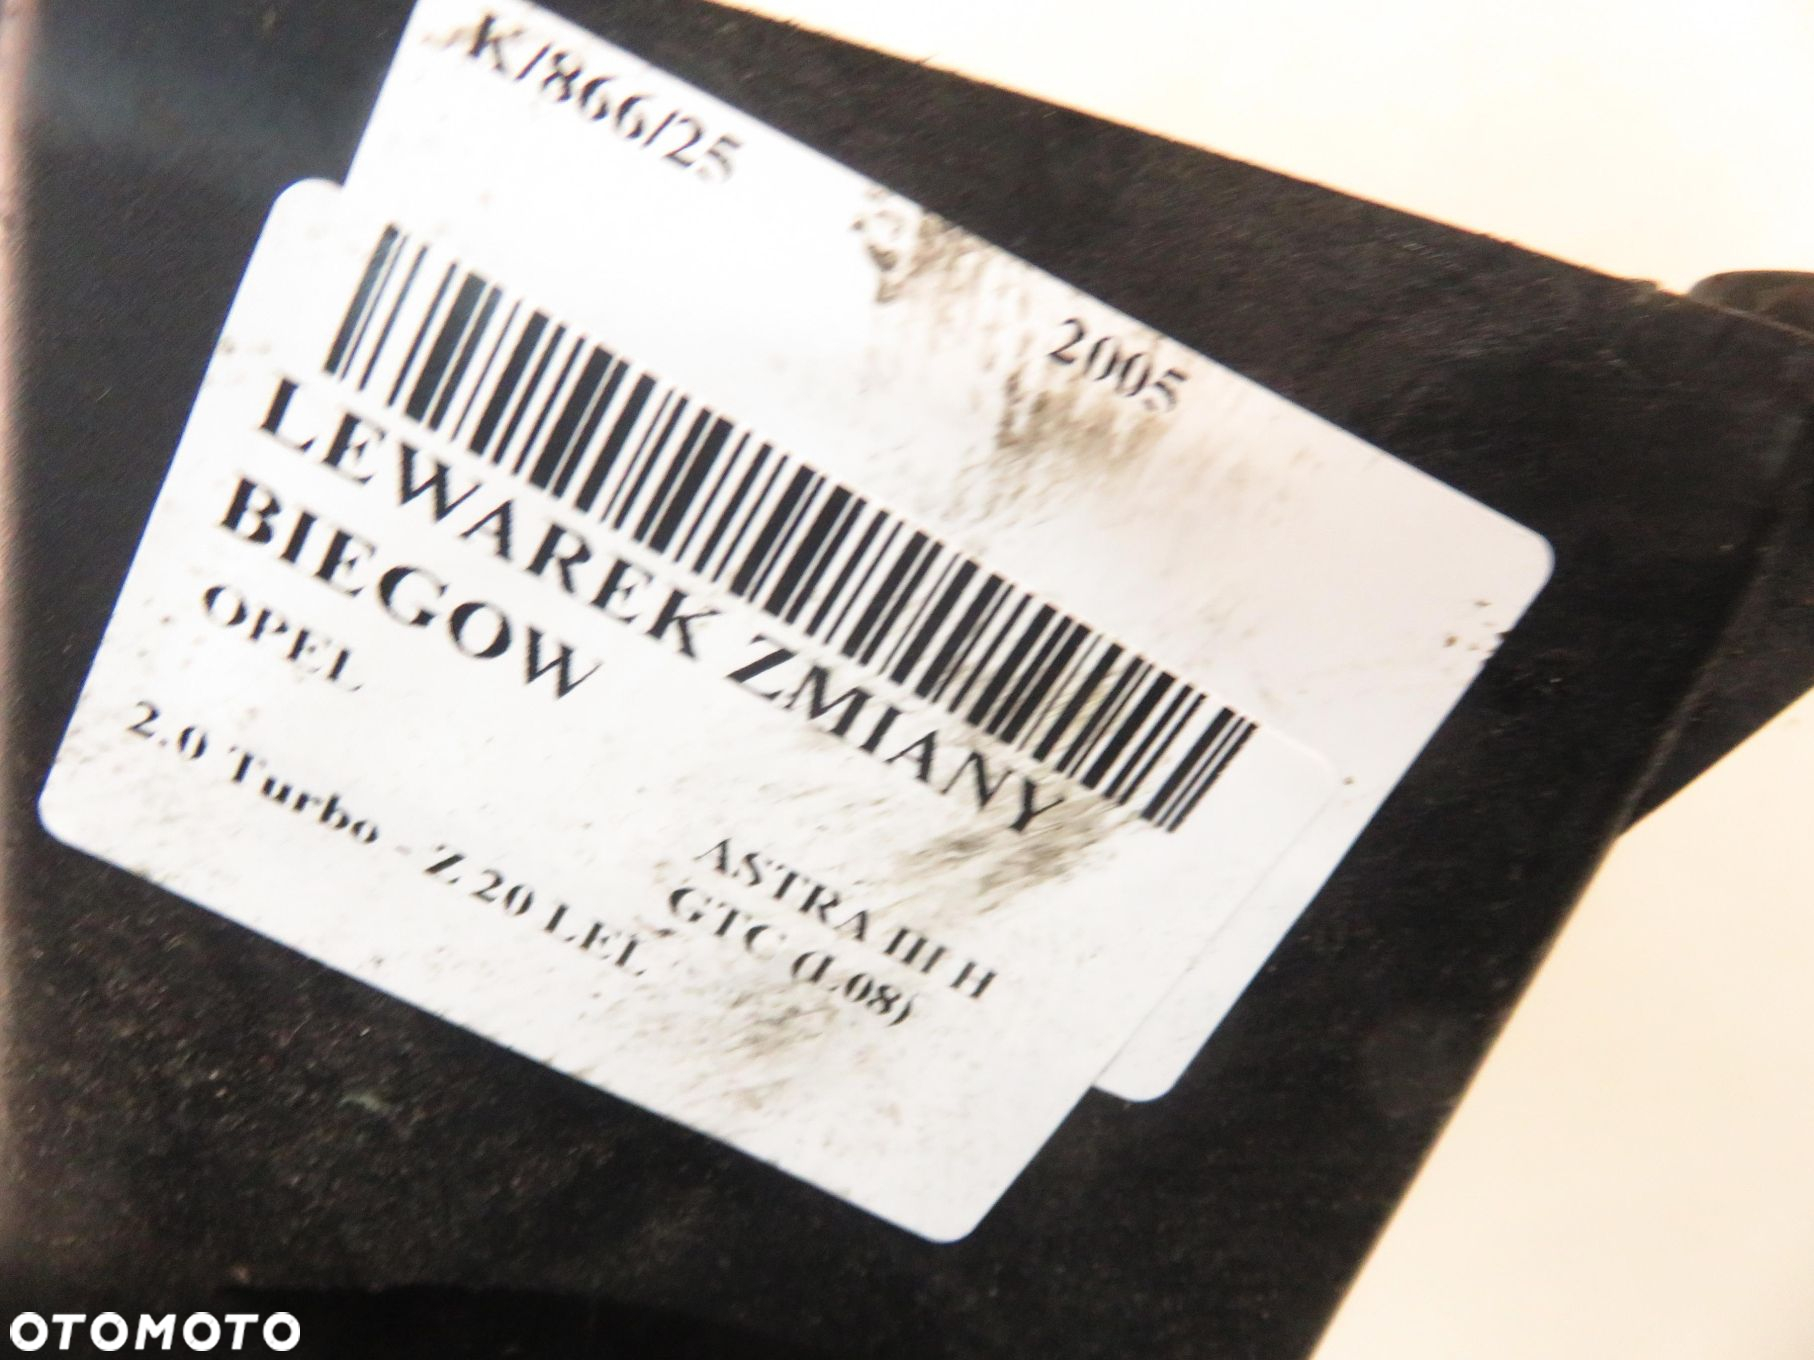 K/866/25
2005
LEWAREK ZMIANY
BIEGOW
OPEL
ASTRA III H
GTC (L08)
2.0 Turbo - Z 20 LEL
OTOMOTO